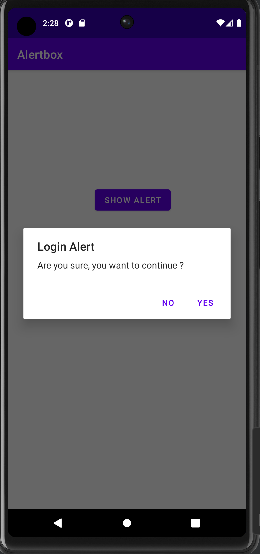 2:28
Alertbox
SHOW ALERT
Login Alert
Are you sure, you want to continue ?
NO YES